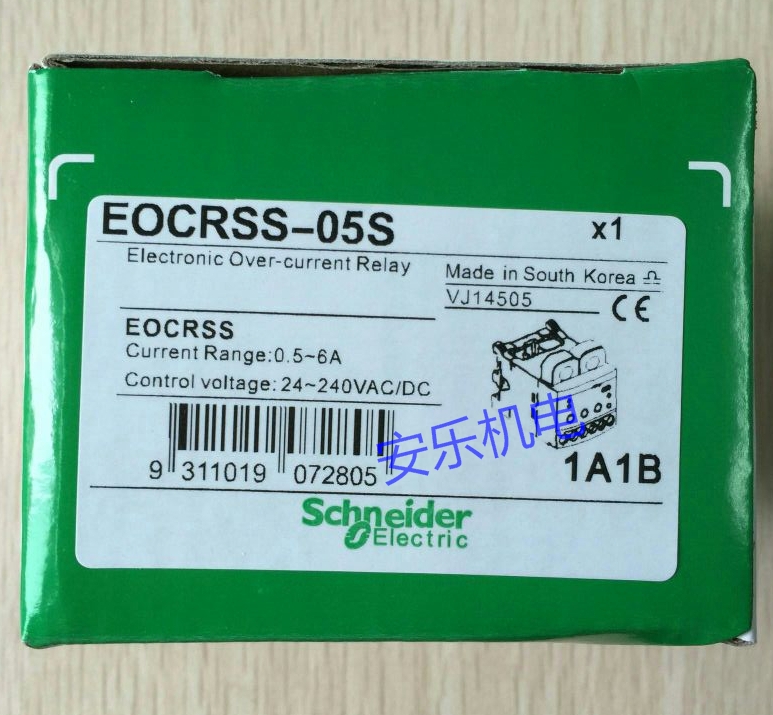 EOCRSS-05S x1
Electronic Over-current Relay
Made in South Korea
VJ14505
CE
EOCRSS
Current Range:0.5~6A
Control voltage:24~240VAC/DC
安乐机电
9 311019 072805
1A1B
Schneider
Electric